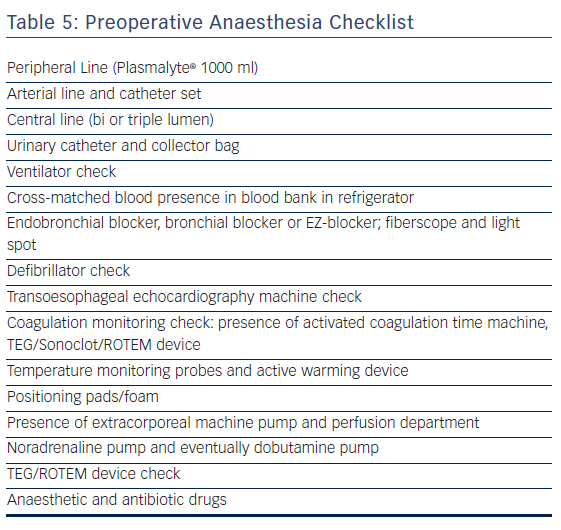 Table 5: Preoperative Anaesthesia Checklist
Peripheral Line (Plasmalyte® 1000 ml)
Arterial line and catheter set
Central line (bi or triple lumen)
Urinary catheter and collector bag
Ventilator check
Cross-matched blood presence in blood bank in refrigerator
Endobronchial blocker, bronchial blocker or EZ-blocker; fiberscope and light
spot
Defibrillator check
Transoesophageal echocardiography machine check
Coagulation monitoring check: presence of activated coagulation time machine,
TEG/Sonoclot/ROTEM device
Temperature monitoring probes and active warming device
Positioning pads/foam
Presence of extracorporeal machine pump and perfusion department
Noradrenaline pump and eventually dobutamine pump
TEG/ROTEM device check
Anaesthetic and antibiotic drugs